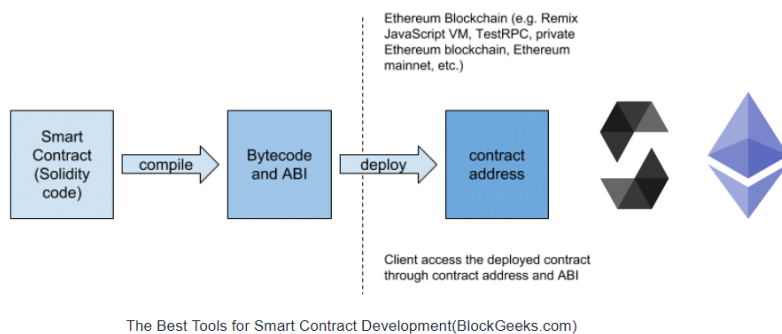 Ethereum Blockchain (e.g. Remix
JavaScript VM, TestRPC, private
Ethereum blockchain, Ethereum
mainnet, etc.)
Smart
Contract
(Solidity
code)
compile
Bytecode
and ABI
deploy
contract
address
Client access the deployed contract
through contract address and ABI
The Best Tools for Smart Contract Development(BlockGeeks.com)